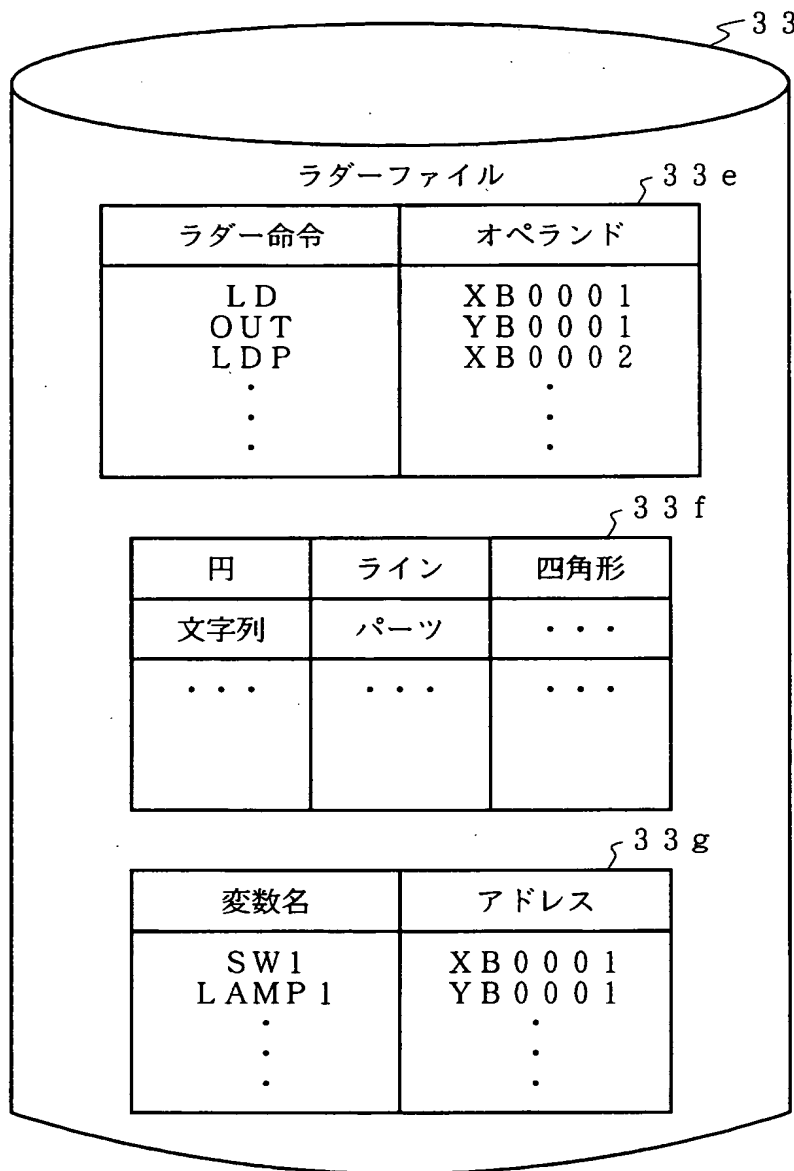 33
ラダーファイル
33e
ラダー命令 オペランド
LD XB0001
OUT YB0001
LDP XB0002
・ ・
・ ・
・ ・
33f
円 ライン 四角形
文字列 パーツ ・・・
・・・ ・・・ ・・・
33g
変数名 アドレス
SW1 XB0001
LAMP1 YB0001
・ ・
・ ・
・ ・